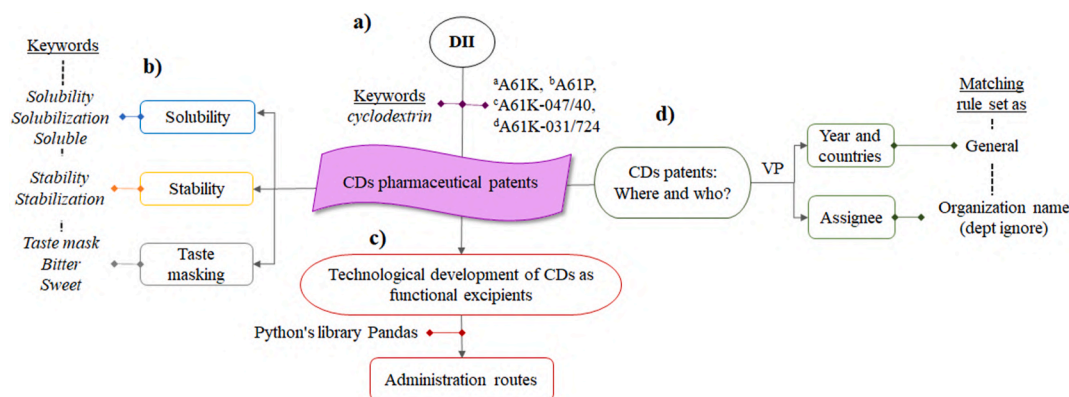 a)
DII
Keywords
cyclodextrin
ᵃA61K, ᵇA61P,
ᶜA61K-047/40,
ᵈA61K-031/724
CDs pharmaceutical patents
b)
Keywords
Solubility
Solubilization
Soluble
Solubility
Stability
Stabilization
Stability
Taste mask
Bitter
Sweet
Taste
masking
c)
Technological development of CDs as
functional excipients
Python's library Pandas
Administration routes
d)
CDs patents:
Where and who?
VP
Year and
countries
Assignee
Matching
rule set as
General
Organization name
(dept ignore)